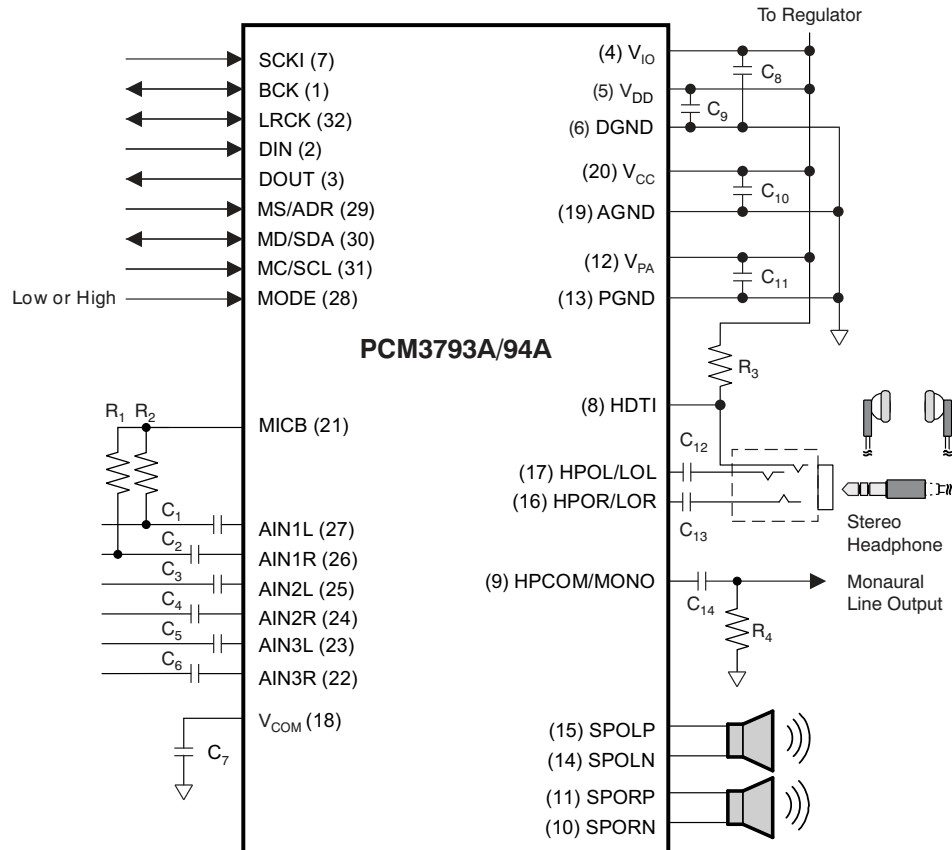 To Regulator
SCKI (7)
BCK (1)
LRCK (32)
DIN (2)
DOUT (3)
MS/ADR (29)
MD/SDA (30)
MC/SCL (31)
Low or High
MODE (28)
(4) VIO
C8
(5) VDD
C9
(6) DGND
(20) VCC
C10
(19) AGND
(12) VPA
C11
(13) PGND
PCM3793A/94A
R3
(8) HDTI
R1
R2
MICB (21)
C1
AIN1L (27)
C2
AIN1R (26)
C3
AIN2L (25)
C4
AIN2R (24)
C5
AIN3L (23)
C6
AIN3R (22)
VCOM (18)
C7
C12
(17) HPOL/LOL
(16) HPOR/LOR
C13
Stereo
Headphone
(9) HPCOM/MONO
C14
Monaural
Line Output
R4
(15) SPOLP
(14) SPOLN
(11) SPORP
(10) SPORN